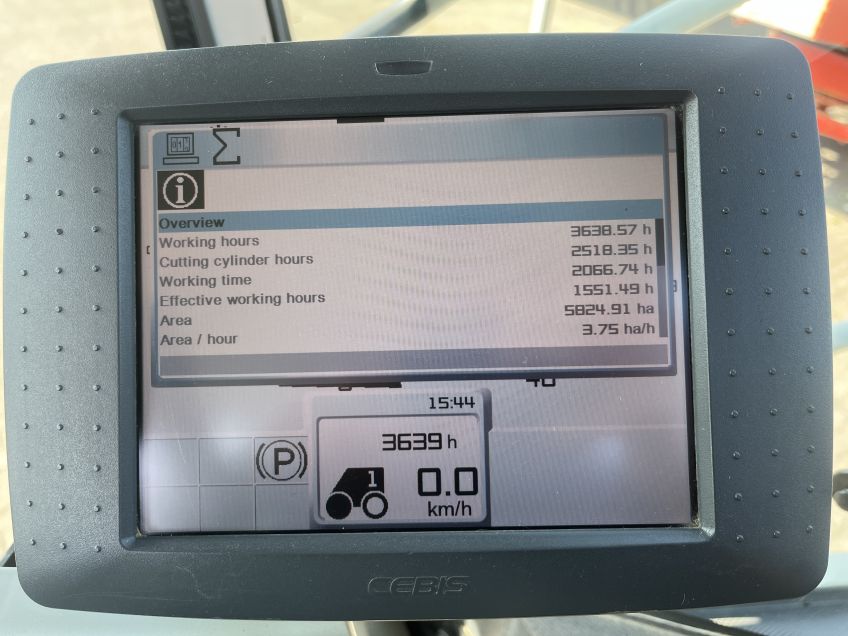 Overview
Working hours 3638.57 h
Cutting cylinder hours 2518.35 h
Working time 2066.74 h
Effective working hours 1551.49 h
Area 5824.91 ha
Area / hour 3.75 ha/h
15:44
3639 h
(P)
1
0.0
km/h
CEBIS